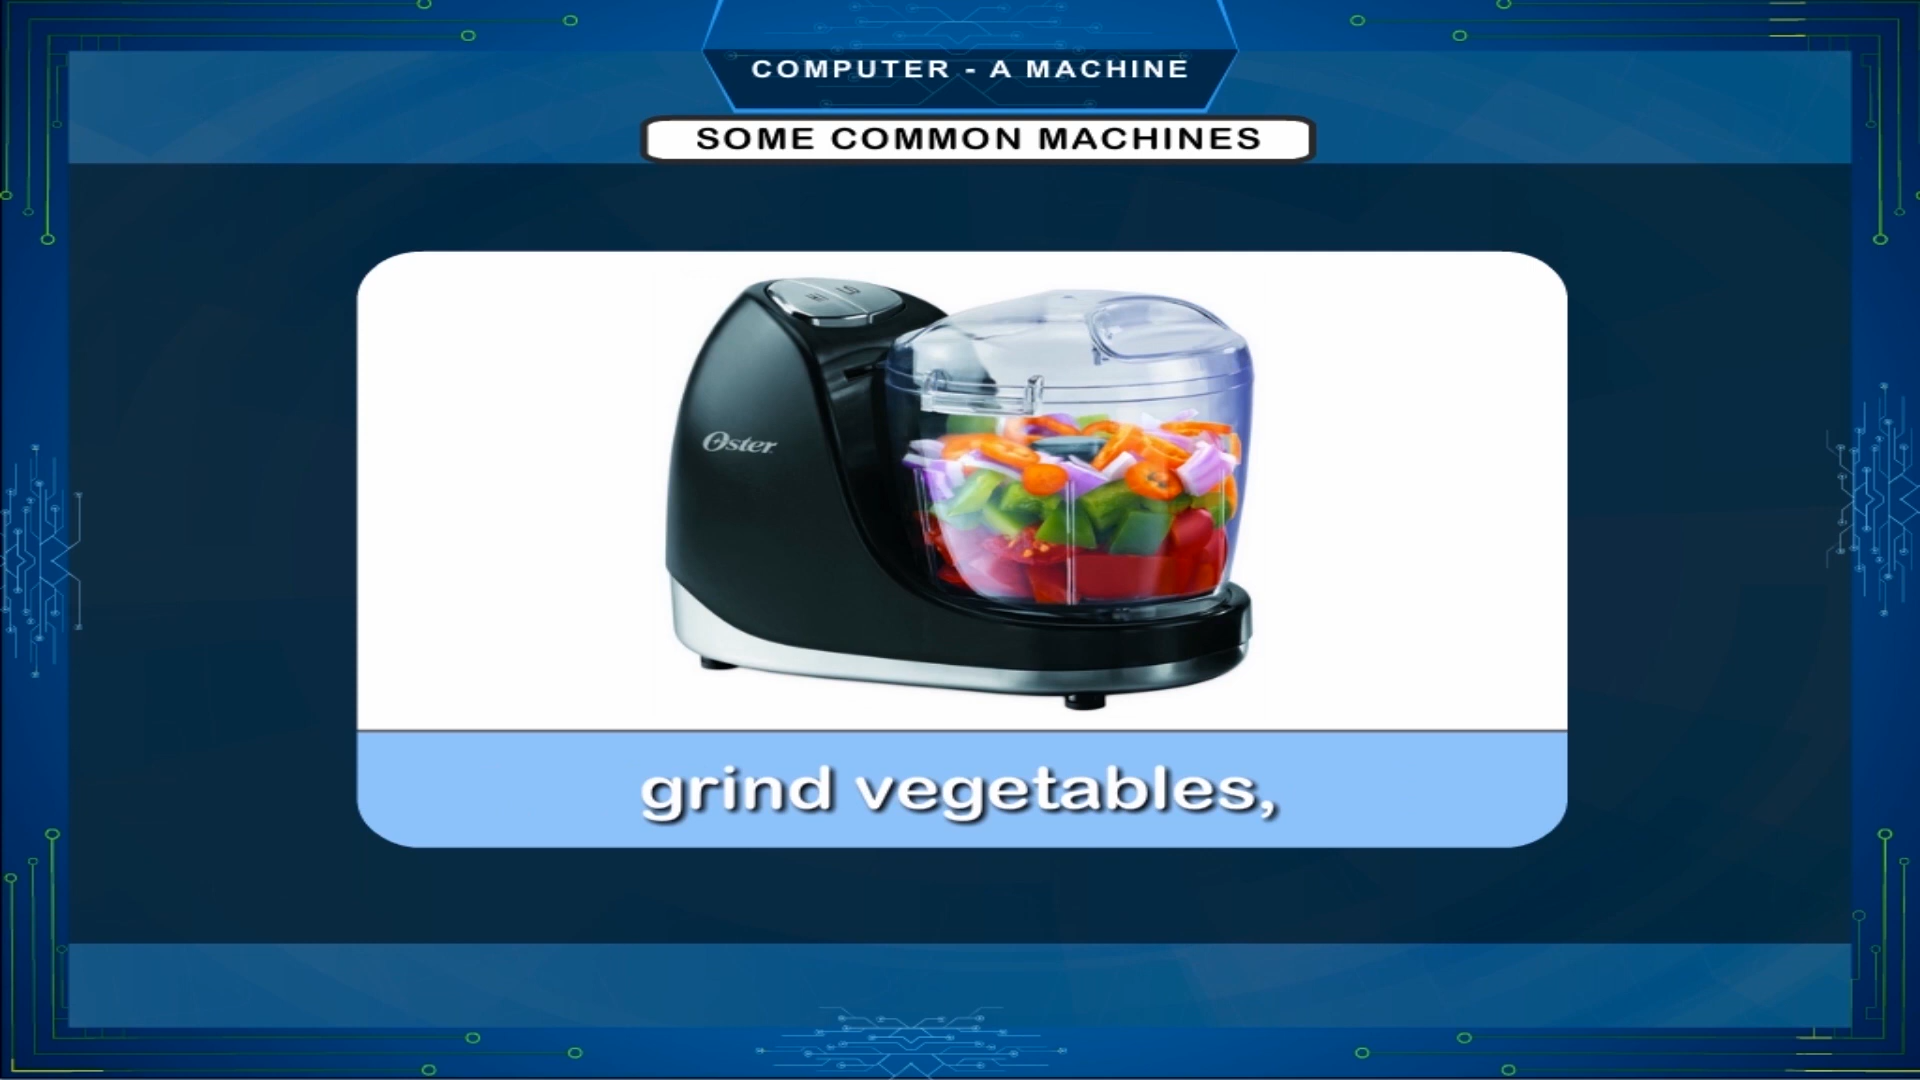 COMPUTER - A MACHINE
SOME COMMON MACHINES
Oster
grind vegetables,